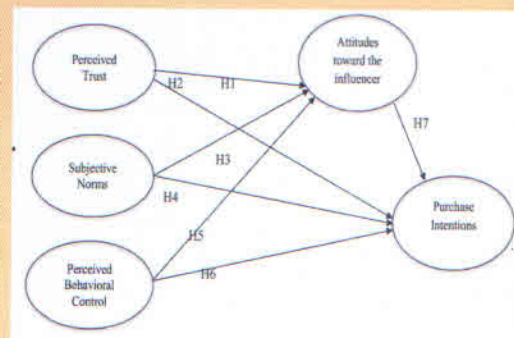 Perceived
Trust
Attitudes
toward the
influencer
H1
H2
H7
Subjective
Norms
H3
H4
Purchase
Intentions
H5
Perceived
Behavioral
Control
H6